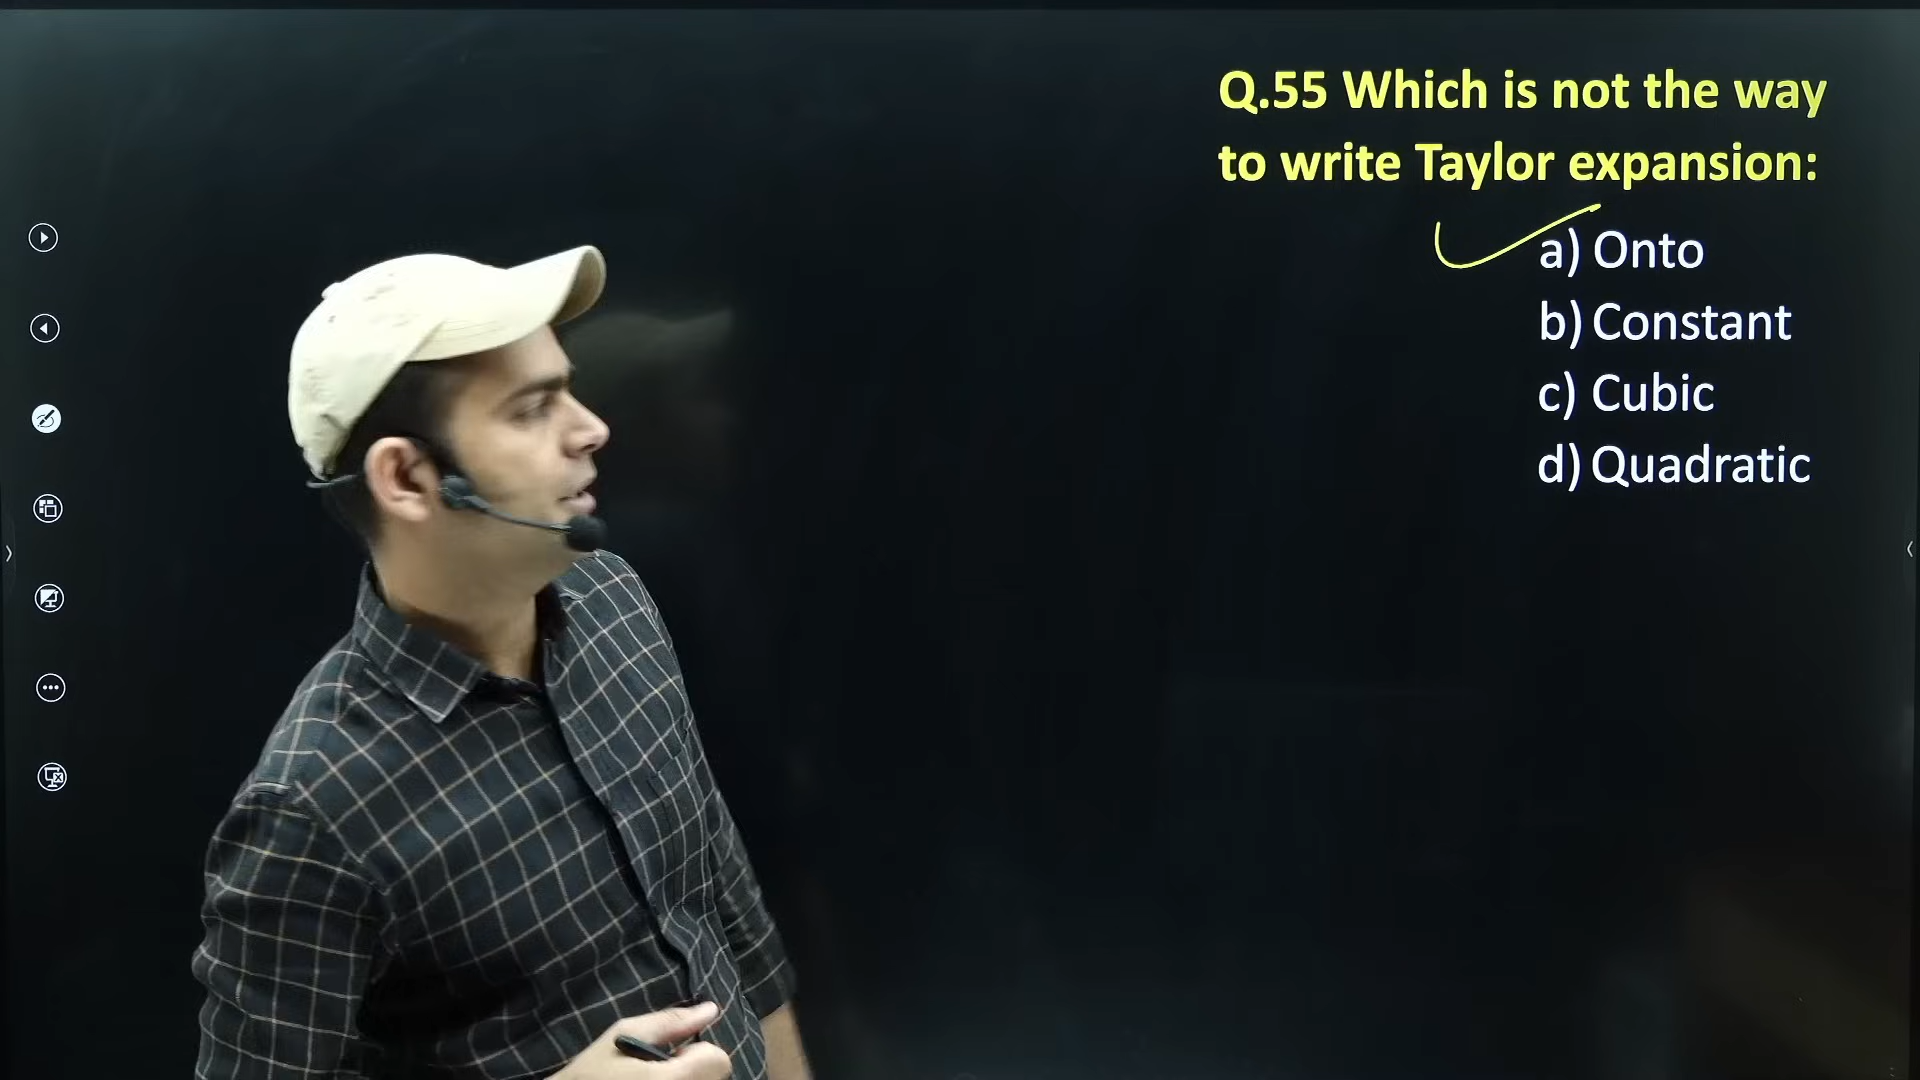 Q.55 Which is not the way
to write Taylor expansion:
a) Onto
b) Constant
c) Cubic
d) Quadratic